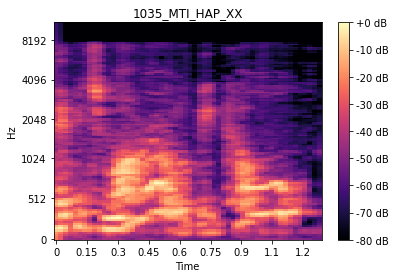 1035_MTI_HAP_XX
+0 dB
8192
-10 dB
4096
-20 dB
-30 dB
2048
Hz
-40 dB
1024
-50 dB
512
-60 dB
-70 dB
0
-80 dB
0 0.15 0.3 0.45 0.6 0.75 0.9 1.1 1.2
Time